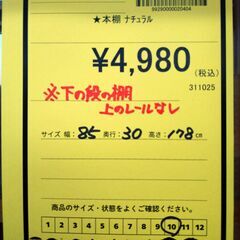 99290000020404
★本棚 ナチュラル
¥4,980
(税込)
311025
※下の段の棚
上のレールなし
サイズ 幅: 85 奥行: 30 高さ: 178 cm
商品のサイズ・状態をよくご確認ください。
1 2 3 4 5 6 7 8 9 10 11 12